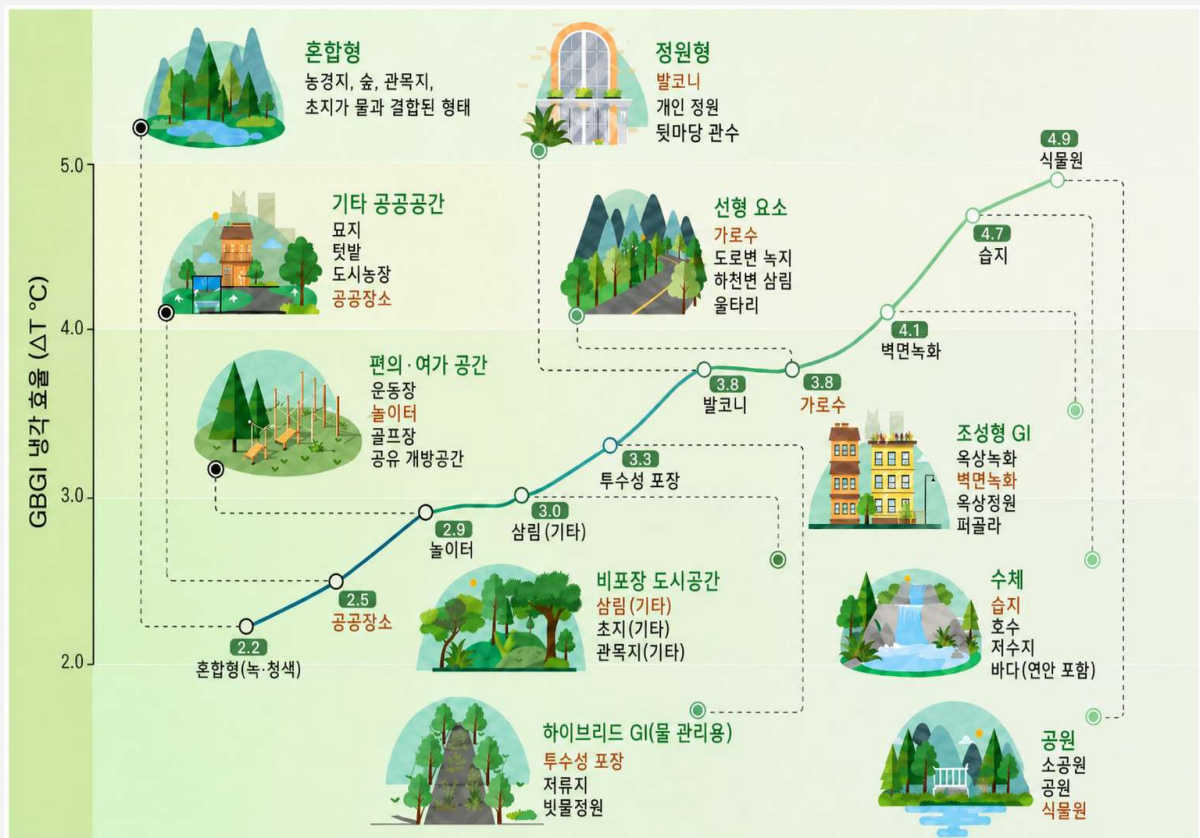 혼합형
농경지, 숲, 관목지,
초지가 물과 결합된 형태
정원형
발코니
개인 정원
뒷마당 관수
기타 공공공간
묘지
텃밭
도시농장
공공장소
선형 요소
가로수
도로변 녹지
하천변 삼림
울타리
편의·여가 공간
운동장
놀이터
골프장
공유 개방공간
GBGI 냉각 효율 (△T °C)
5.0
4.0
3.0
2.0
2.2
혼합형(녹·청색)
2.5
공공장소
2.9
놀이터
3.0
삼림(기타)
3.3
투수성 포장
3.8
발코니
3.8
가로수
4.1
벽면녹화
4.7
습지
4.9
식물원
조성형 GI
옥상녹화
벽면녹화
옥상정원
퍼골라
비포장 도시공간
삼림(기타)
초지(기타)
관목지(기타)
수체
습지
호수
저수지
바다(연안 포함)
하이브리드 GI(물 관리용)
투수성 포장
저류지
빗물정원
공원
소공원
공원
식물원